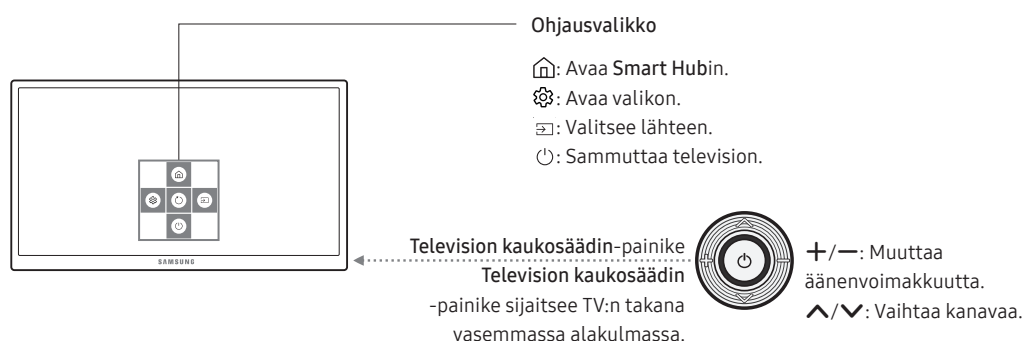 Ohjausvalikko
: Avaa Smart Hubin.
: Avaa valikon.
: Valitsee lähteen.
: Sammuttaa television.
SAMSUNG
Television kaukosäädin-painike
Television kaukosäädin
-painike sijaitsee TV:n takana
vasemmassa alakulmassa.
+/−: Muuttaa
äänenvoimakkuutta.
∧/∨: Vaihtaa kanavaa.